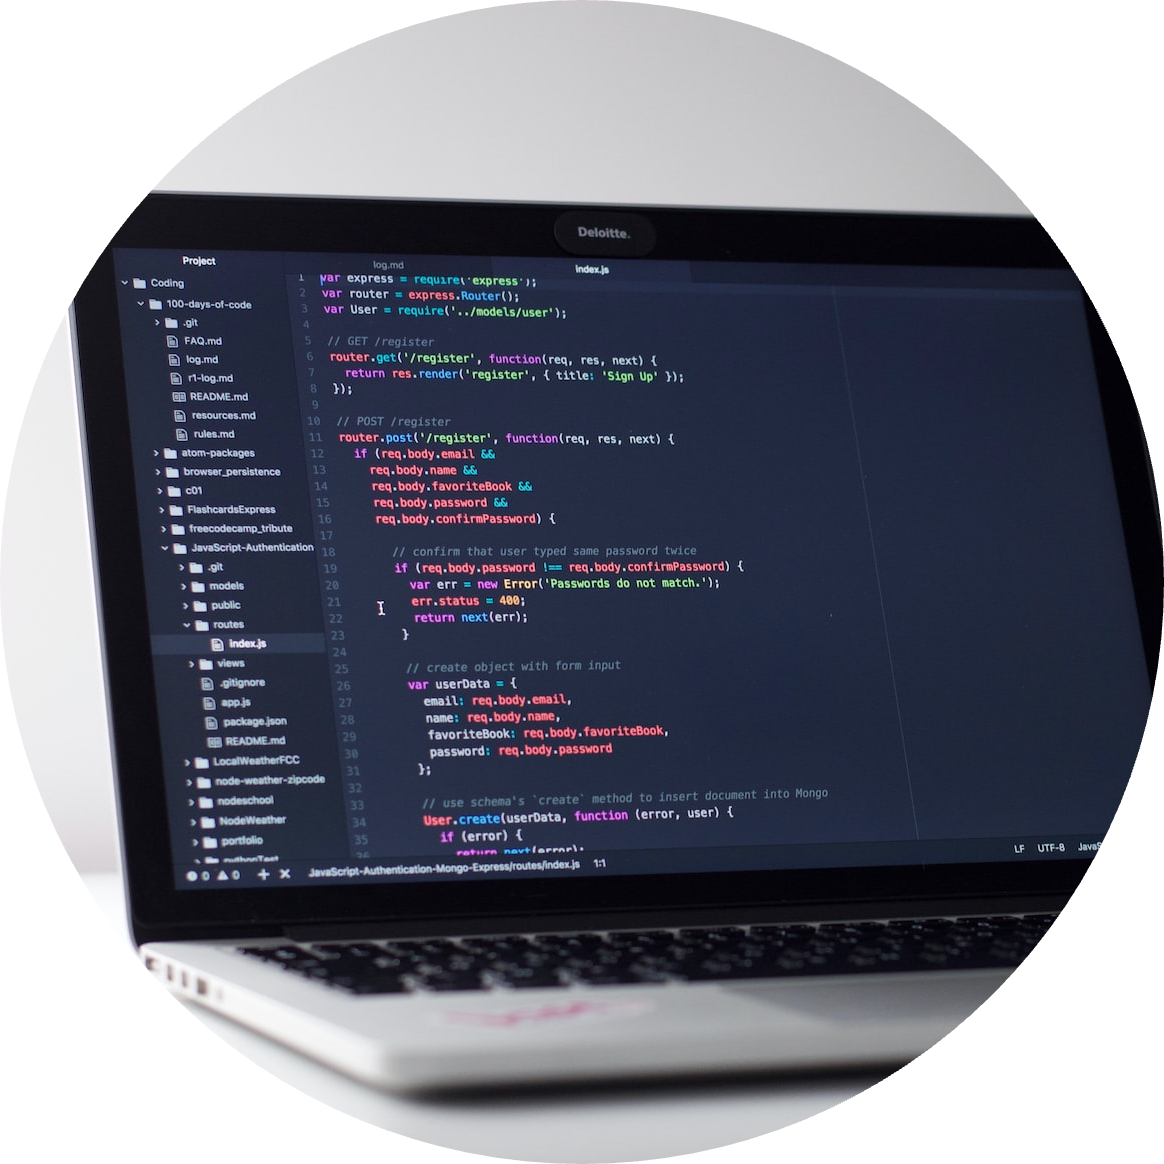 Deloitte.
Project
log.md
index.js
Coding
100-days-of-code
.git
FAQ.md
log.md
r1-log.md
README.md
resources.md
rules.md
atom-packages
browser_persistence
c01
FlashcardsExpress
freecodecamp_tribute
JavaScript-Authentication
.git
models
public
routes
index.js
views
.gitignore
app.js
package.json
README.md
LocalWeatherFCC
node-weather-zipcode
nodeschool
NodeWeather
portfolio
pythonTest
1 var express = require('express');
2 var router = express.Router();
3 var User = require('../models/user');
4
5 // GET /register
6 router.get('/register', function(req, res, next) {
7 return res.render('register', { title: 'Sign Up' });
8 });
9
10 // POST /register
11 router.post('/register', function(req, res, next) {
12 if (req.body.email &&
13 req.body.name &&
14 req.body.favoriteBook &&
15 req.body.password &&
16 req.body.confirmPassword) {
17
18 // confirm that user typed same password twice
19 if (req.body.password !== req.body.confirmPassword) {
20 var err = new Error('Passwords do not match.');
21 err.status = 400;
22 return next(err);
23 }
24
25 // create object with form input
26 var userData = {
27 email: req.body.email,
28 name: req.body.name,
29 favoriteBook: req.body.favoriteBook,
30 password: req.body.password
31 };
32
33 // use schema's `create` method to insert document into Mongo
34 User.create(userData, function (error, user) {
35 if (error) {
36 return next(error);
0 0 + × JavaScript-Authentication-Mongo-Express/routes/index.js 1:1 LF UTF-8 JavaS